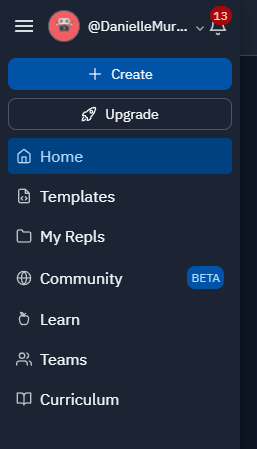 @DanielleMur...
13
Create
Upgrade
Home
Templates
My Repls
Community
BETA
Learn
Teams
Curriculum